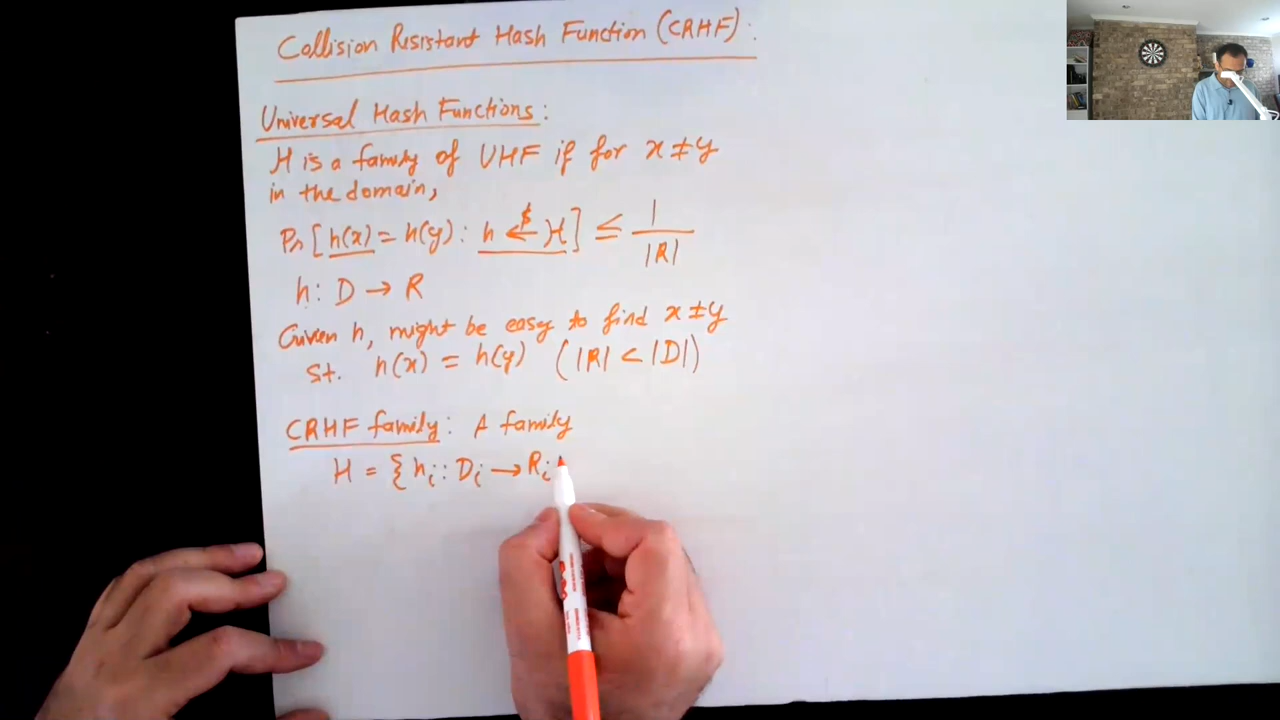 Collision Resistant Hash Function (CRHF):
Universal Hash Functions:
H is a family of UHF if for x ≠ y
in the domain,
Pr [ h(x) = h(y) : h ←$ H ] ≤ 1/|R|
h: D → R
Given h, might be easy to find x ≠ y
St. h(x) = h(y) (|R| < |D|)
CRHF family: A family
H = { hᵢ: Dᵢ → Rᵢ